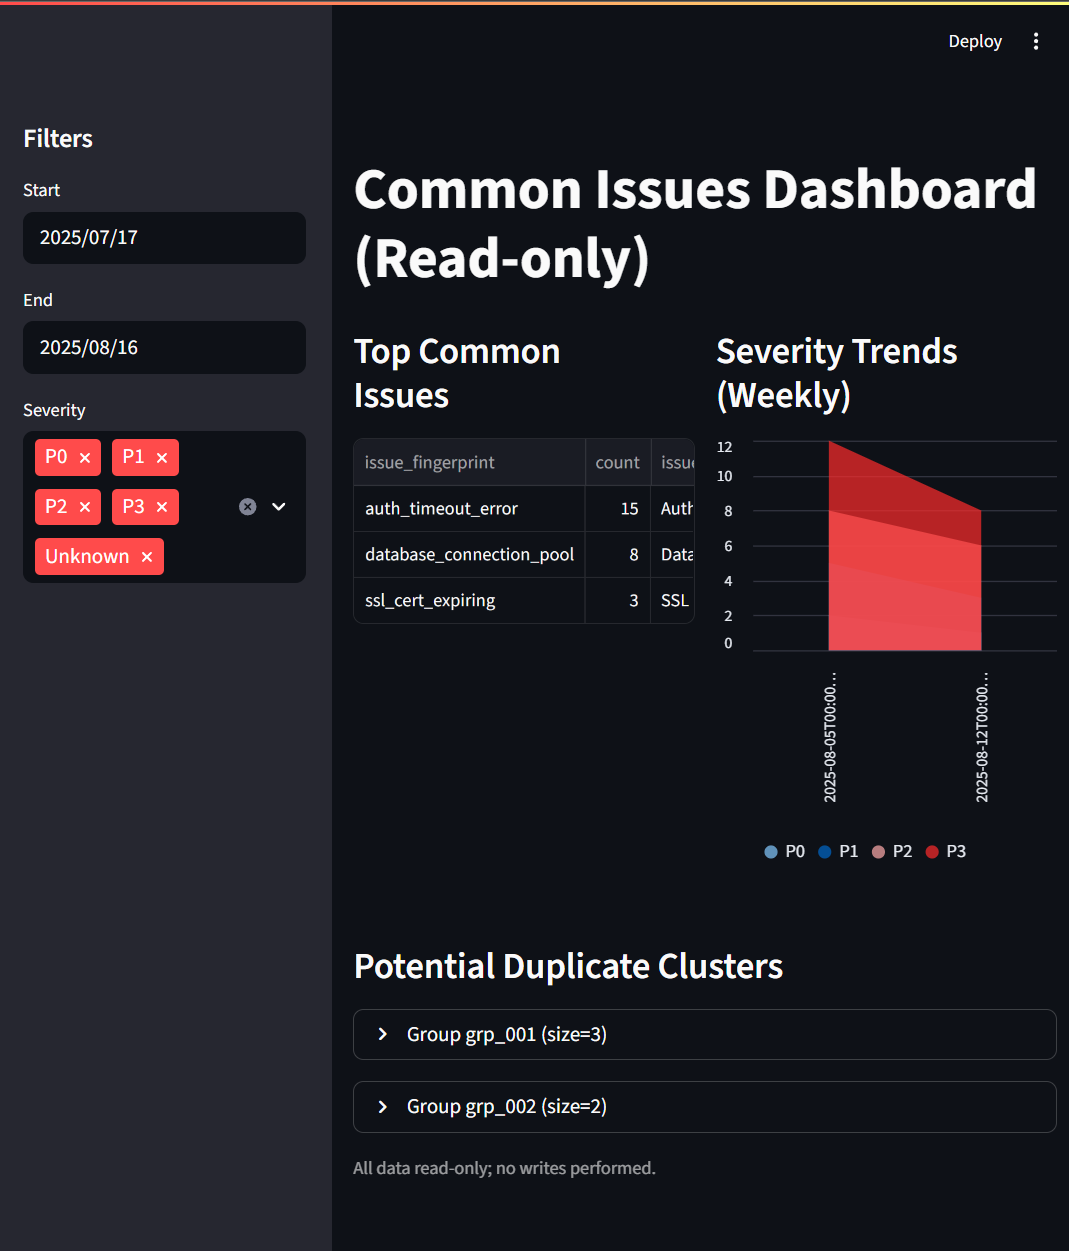 Deploy
Filters
Start
2025/07/17
End
2025/08/16
Severity
P0 × P1 ×
P2 × P3 ×
Unknown ×
Common Issues Dashboard
(Read-only)
Top Common
Issues
issue_fingerprint count issue
auth_timeout_error 15 Auth
database_connection_pool 8 Data
ssl_cert_expiring 3 SSL
Severity Trends
(Weekly)
12
10
8
6
4
2
0
2025-08-05T00:00…
2025-08-12T00:00…
P0 P1 P2 P3
Potential Duplicate Clusters
Group grp_001 (size=3)
Group grp_002 (size=2)
All data read-only; no writes performed.